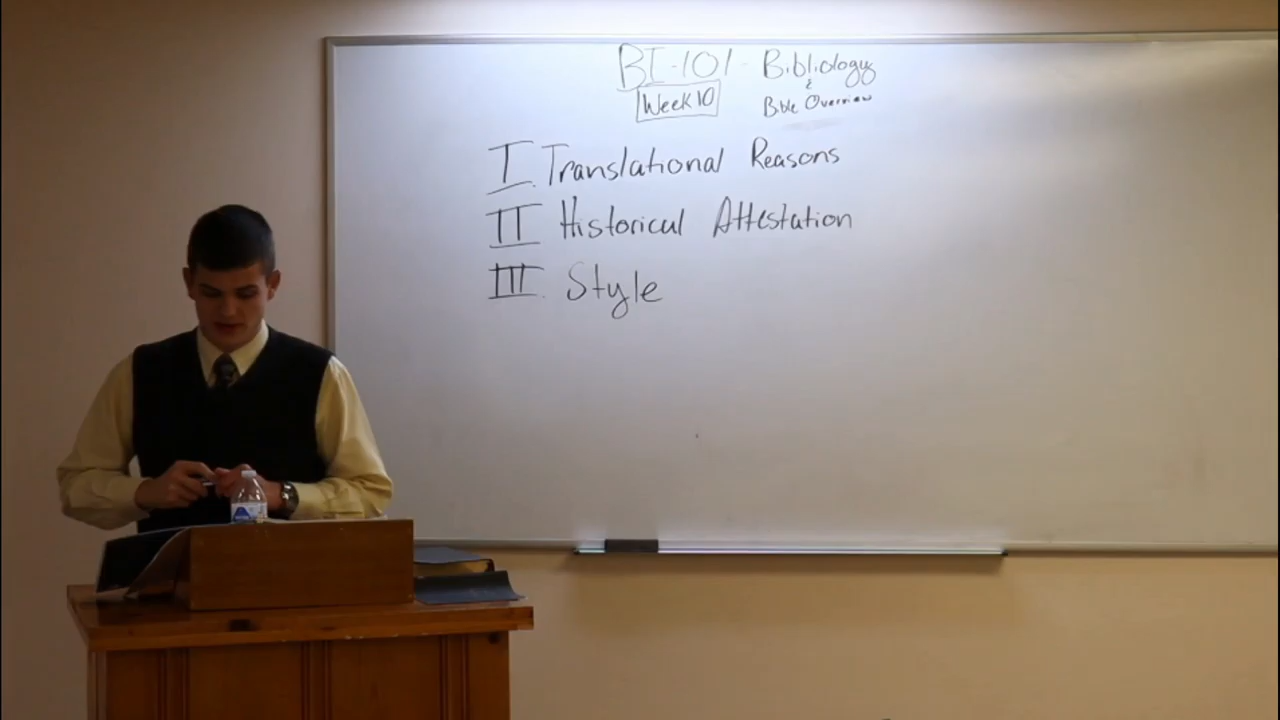 BI-101 - Bibliology
&
Week 10 Bible Overview
I. Translational Reasons
II Historical Attestation
III. Style